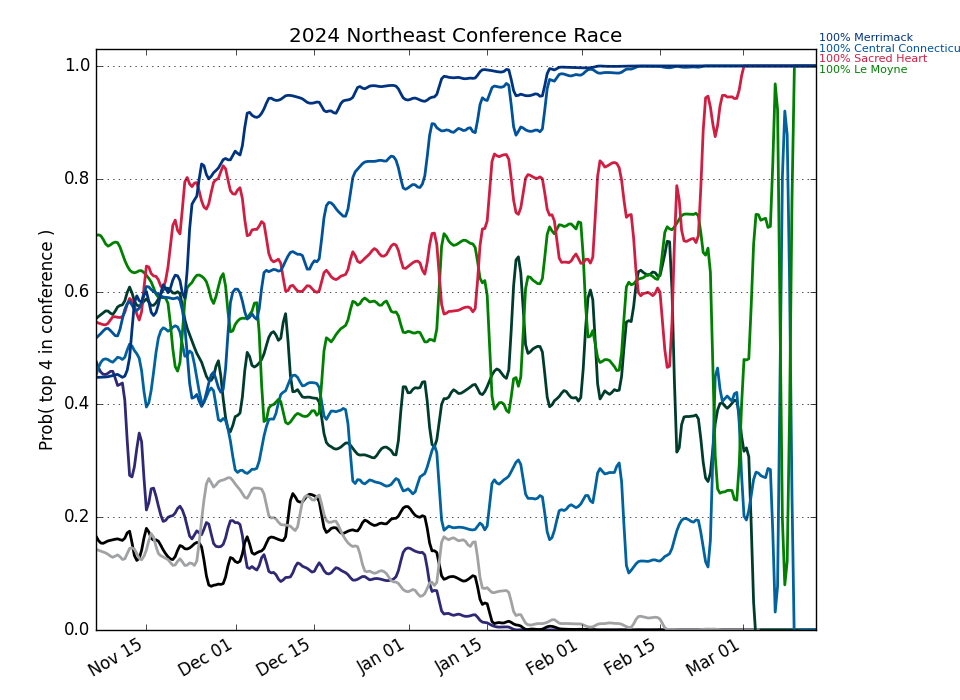 2024 Northeast Conference Race
100% Merrimack
100% Central Connecticu
100% Sacred Heart
100% Le Moyne
1.0
0.8
0.6
0.4
0.2
0.0
Prob( top 4 in conference )
Nov 15
Dec 01
Dec 15
Jan 01
Jan 15
Feb 01
Feb 15
Mar 01